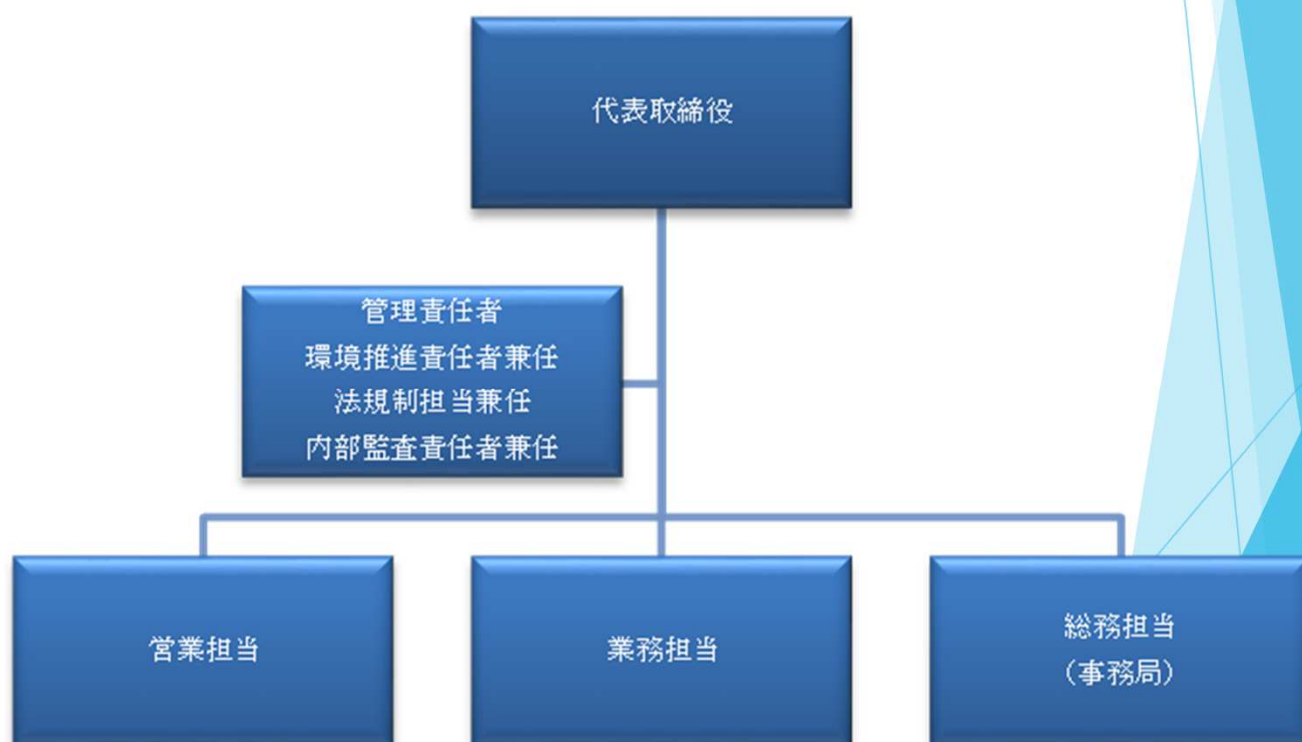 代表取締役
管理責任者
環境推進責任者兼任
法規制担当兼任
内部監査責任者兼任
営業担当
業務担当
総務担当
（事務局）